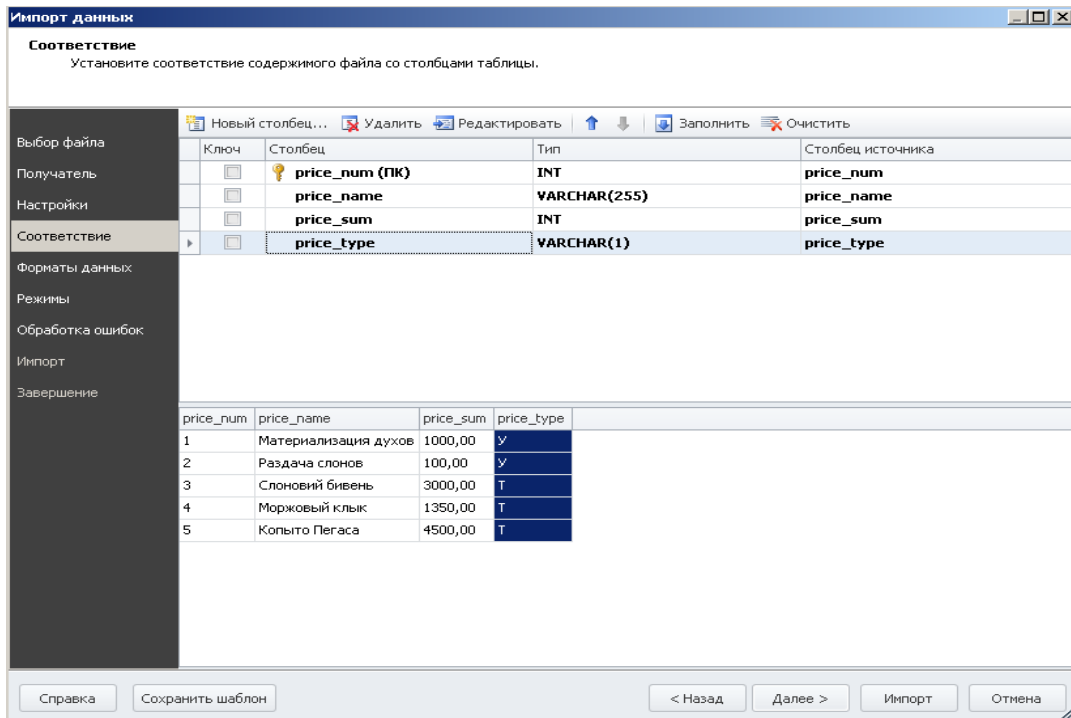 Импорт данных
Соответствие
Установите соответствие содержимого файла со столбцами таблицы.
Выбор файла
Получатель
Настройки
Соответствие
Форматы данных
Режимы
Обработка ошибок
Импорт
Завершение
Новый столбец... Удалить Редактировать Заполнить Очистить
Ключ Столбец Тип Столбец источника
price_num (ПК) INT price_num
price_name VARCHAR(255) price_name
price_sum INT price_sum
price_type VARCHAR(1) price_type
price_num price_name price_sum price_type
1 Материализация духов 1000,00 У
2 Раздача слонов 100,00 У
3 Слоновий бивень 3000,00 Т
4 Моржовый клык 1350,00 Т
5 Копыто Пегаса 4500,00 Т
Справка Сохранить шаблон < Назад Далее > Импорт Отмена